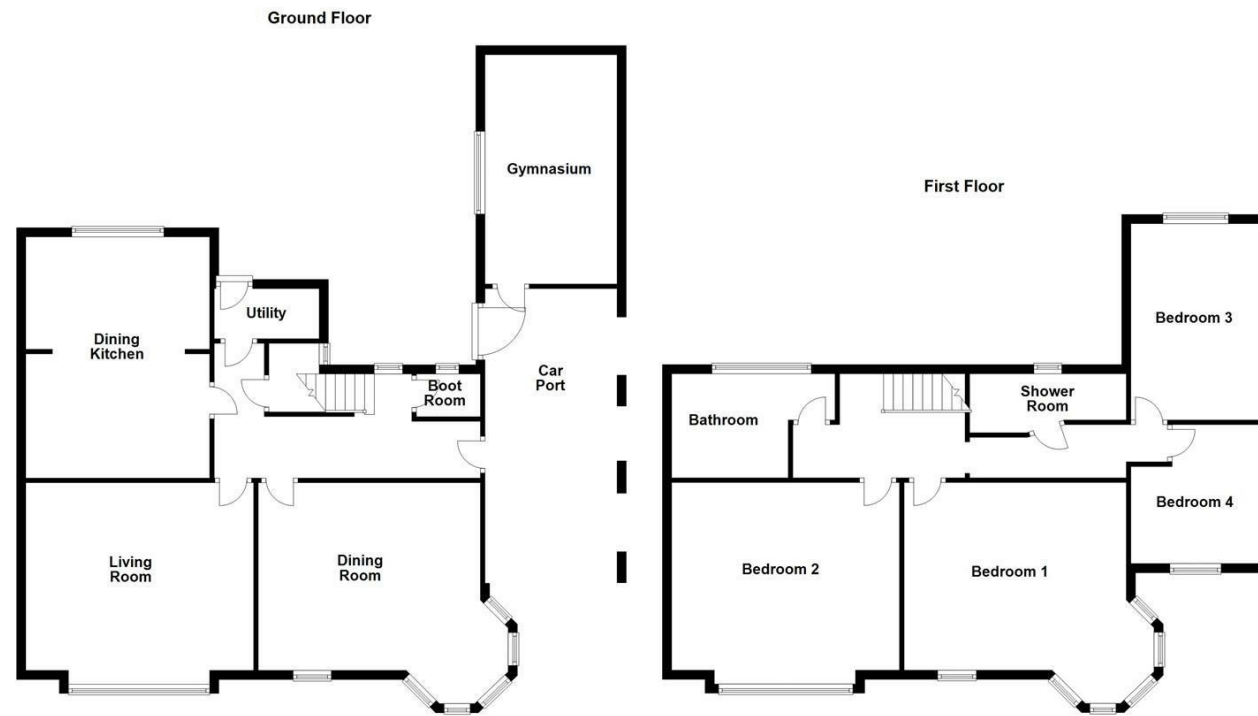 Ground Floor
Gymnasium
Utility
Dining
Kitchen
Boot
Room
Car
Port
Living
Room
Dining
Room
First Floor
Bedroom 3
Bathroom
Shower
Room
Bedroom 4
Bedroom 2
Bedroom 1